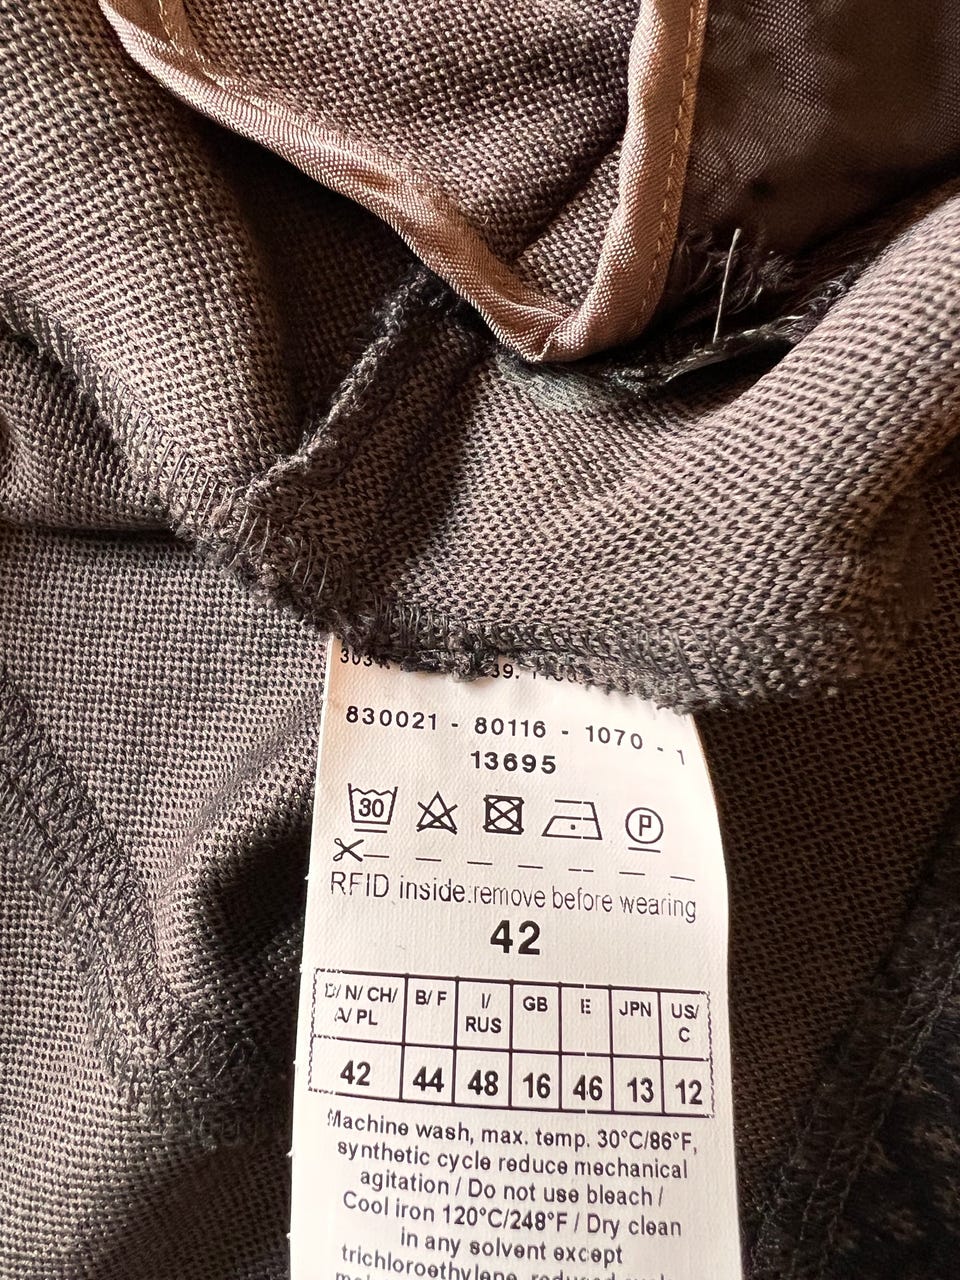 830021 - 80116 - 1070 - 1
13695
30 P
RFID inside:remove before wearing
42
D/ N/ CH/ A/ PL B/ F I/ RUS GB E JPN US/ C
42 44 48 16 46 13 12
Machine wash, max. temp. 30°C/86°F,
synthetic cycle reduce mechanical
agitation / Do not use bleach /
Cool iron 120°C/248°F / Dry clean
in any solvent except
trichloroethylene, reduced